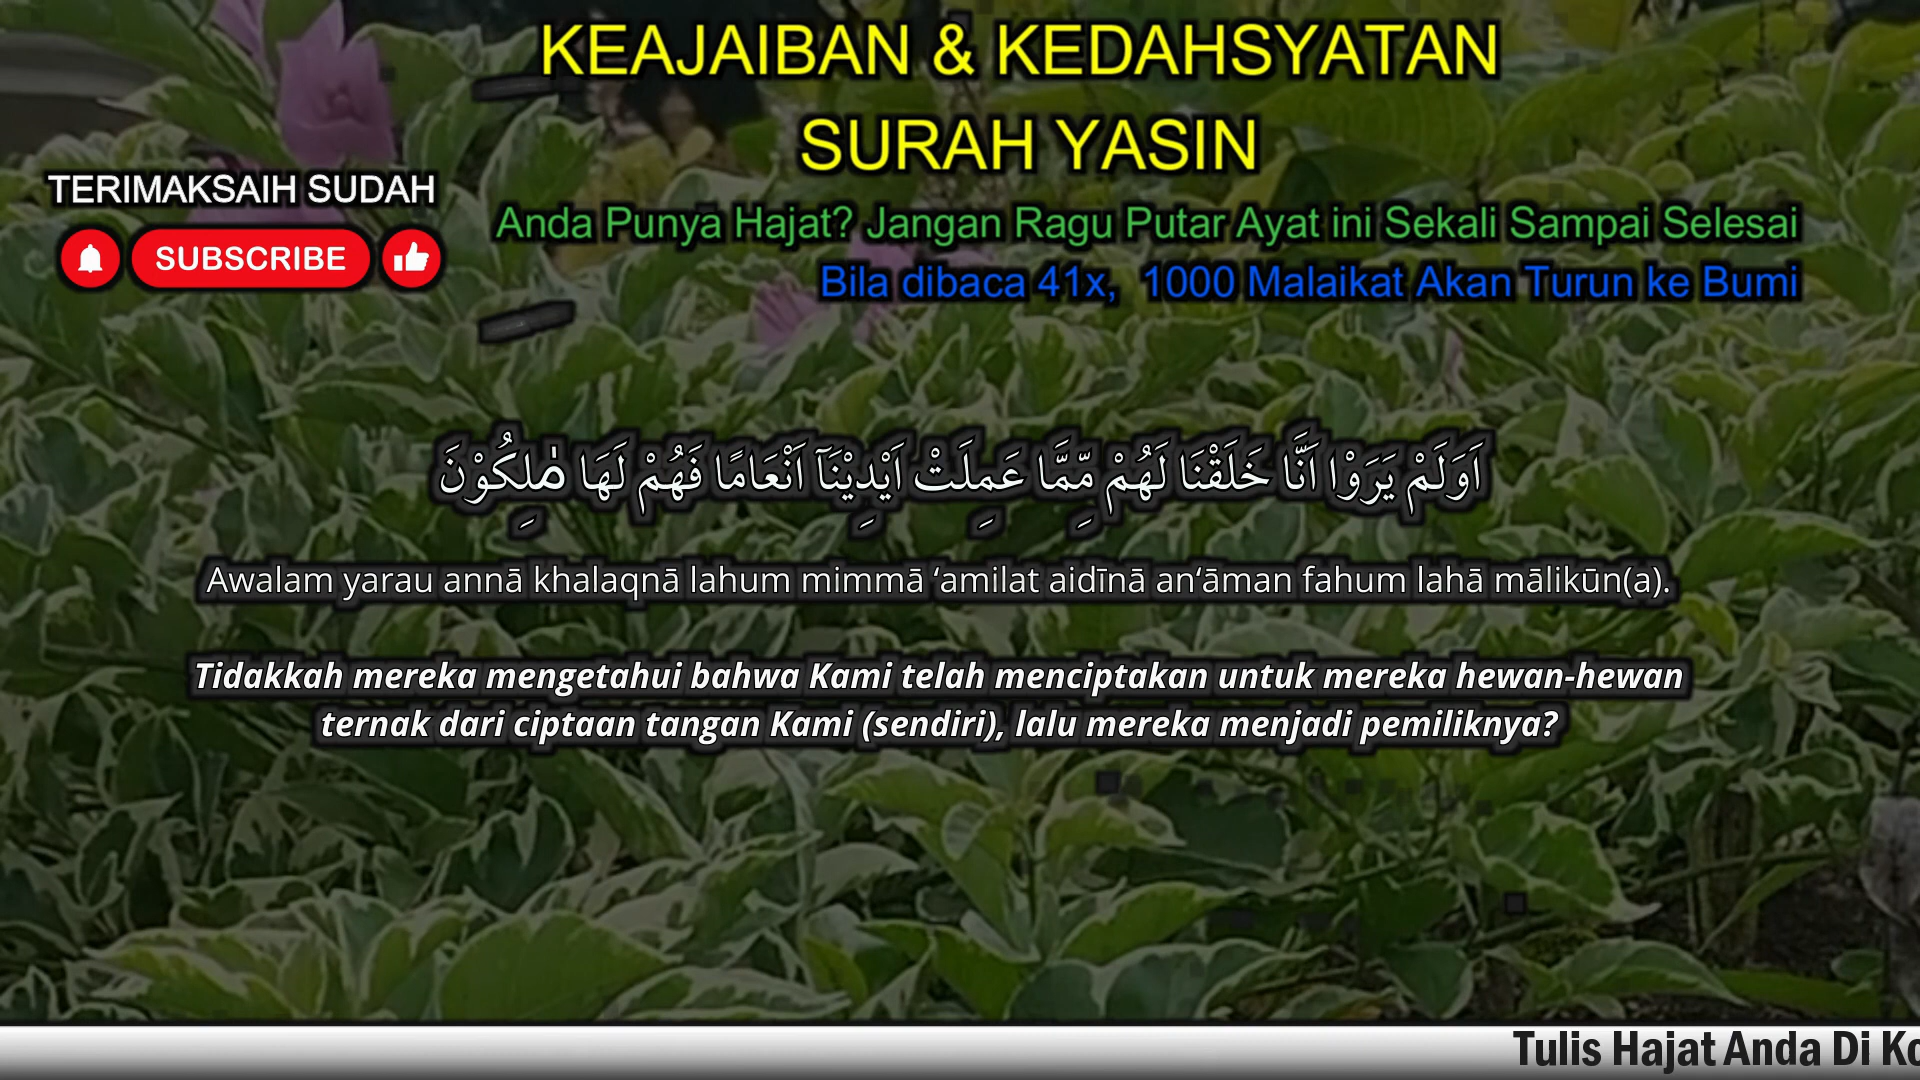 KEAJAIBAN & KEDAHSYATAN
SURAH YASIN
TERIMAKSAIH SUDAH
SUBSCRIBE
Anda Punya Hajat? Jangan Ragu Putar Ayat ini Sekali Sampai Selesai
Bila dibaca 41x, 1000 Malaikat Akan Turun ke Bumi
اَوَلَمْ يَرَوْا اَنَّا خَلَقْنَا لَهُمْ مِّمَّا عَمِلَتْ اَيْدِيْنَآ اَنْعَامًا فَهُمْ لَهَا مٰلِكُوْنَ
Awalam yarau annā khalaqnā lahum mimmā ‘amilat aidīnā an‘āman fahum lahā mālikūn(a).
Tidakkah mereka mengetahui bahwa Kami telah menciptakan untuk mereka hewan-hewan
ternak dari ciptaan tangan Kami (sendiri), lalu mereka menjadi pemiliknya?
Tulis Hajat Anda Di